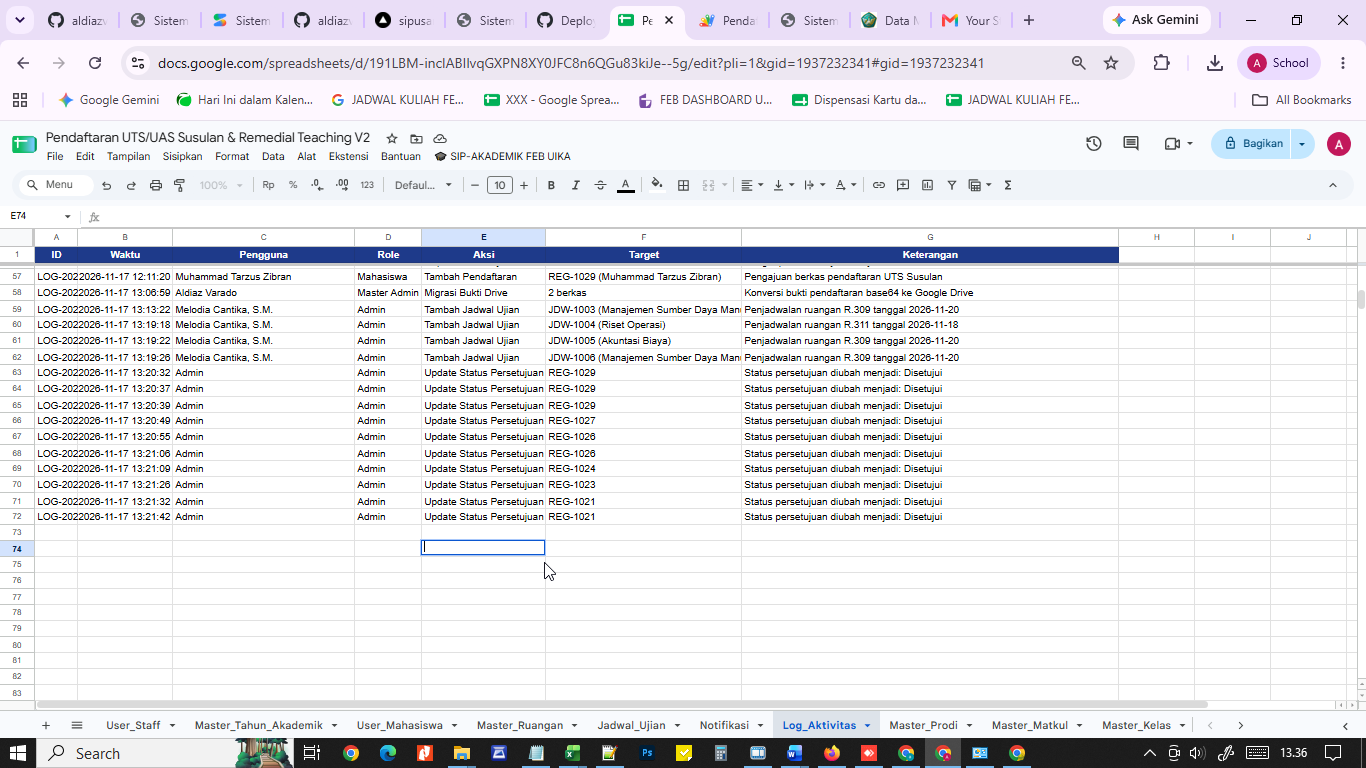 aldiazv Sistem Sistem aldiazv sipusa Sistem Deplo Pe Penda Sistem Data M Your S Ask Gemini
docs.google.com/spreadsheets/d/191LBM-inclABIlvqGXPN8XY0JFC8n6QGu83kiJe--5g/edit?pli=1&gid=1937232341#gid=1937232341 A School
Google Gemini Hari Ini dalam Kalen... JADWAL KULIAH FE... XXX - Google Sprea... FEB DASHBOARD U... Dispensasi Kartu da... JADWAL KULIAH FE... All Bookmarks
Pendaftaran UTS/UAS Susulan & Remedial Teaching V2 Bagikan A
File Edit Tampilan Sisipkan Format Data Alat Ekstensi Bantuan SIP-AKADEMIK FEB UIKA
Menu 100% Rp % .0 .00 123 Defaul... − 10 + B I S A
E74 fx
A B C D E F G H I J
1 ID Waktu Pengguna Role Aksi Target Keterangan
57 LOG-202 2026-11-17 12:11:20 Muhammad Tarzus Zibran Mahasiswa Tambah Pendaftaran REG-1029 (Muhammad Tarzus Zibran) Pengajuan berkas pendaftaran UTS Susulan
58 LOG-202 2026-11-17 13:06:59 Aldiaz Varado Master Admin Migrasi Bukti Drive 2 berkas Konversi bukti pendaftaran base64 ke Google Drive
59 LOG-202 2026-11-17 13:13:22 Melodia Cantika, S.M. Admin Tambah Jadwal Ujian JDW-1003 (Manajemen Sumber Daya Man Penjadwalan ruangan R.309 tanggal 2026-11-20
60 LOG-202 2026-11-17 13:19:18 Melodia Cantika, S.M. Admin Tambah Jadwal Ujian JDW-1004 (Riset Operasi) Penjadwalan ruangan R.311 tanggal 2026-11-18
61 LOG-202 2026-11-17 13:19:22 Melodia Cantika, S.M. Admin Tambah Jadwal Ujian JDW-1005 (Akuntasi Biaya) Penjadwalan ruangan R.309 tanggal 2026-11-20
62 LOG-202 2026-11-17 13:19:26 Melodia Cantika, S.M. Admin Tambah Jadwal Ujian JDW-1006 (Manajemen Sumber Daya Man Penjadwalan ruangan R.309 tanggal 2026-11-20
63 LOG-202 2026-11-17 13:20:32 Admin Admin Update Status Persetujuan REG-1029 Status persetujuan diubah menjadi: Disetujui
64 LOG-202 2026-11-17 13:20:37 Admin Admin Update Status Persetujuan REG-1029 Status persetujuan diubah menjadi: Disetujui
65 LOG-202 2026-11-17 13:20:39 Admin Admin Update Status Persetujuan REG-1029 Status persetujuan diubah menjadi: Disetujui
66 LOG-202 2026-11-17 13:20:49 Admin Admin Update Status Persetujuan REG-1027 Status persetujuan diubah menjadi: Disetujui
67 LOG-202 2026-11-17 13:20:55 Admin Admin Update Status Persetujuan REG-1026 Status persetujuan diubah menjadi: Disetujui
68 LOG-202 2026-11-17 13:21:06 Admin Admin Update Status Persetujuan REG-1026 Status persetujuan diubah menjadi: Disetujui
69 LOG-202 2026-11-17 13:21:09 Admin Admin Update Status Persetujuan REG-1024 Status persetujuan diubah menjadi: Disetujui
70 LOG-202 2026-11-17 13:21:26 Admin Admin Update Status Persetujuan REG-1023 Status persetujuan diubah menjadi: Disetujui
71 LOG-202 2026-11-17 13:21:32 Admin Admin Update Status Persetujuan REG-1021 Status persetujuan diubah menjadi: Disetujui
72 LOG-202 2026-11-17 13:21:42 Admin Admin Update Status Persetujuan REG-1021 Status persetujuan diubah menjadi: Disetujui
73
74
75
76
77
78
79
80
81
82
83
User_Staff Master_Tahun_Akademik User_Mahasiswa Master_Ruangan Jadwal_Ujian Notifikasi Log_Aktivitas Master_Prodi Master_Matkul Master_Kelas
Search 13.36